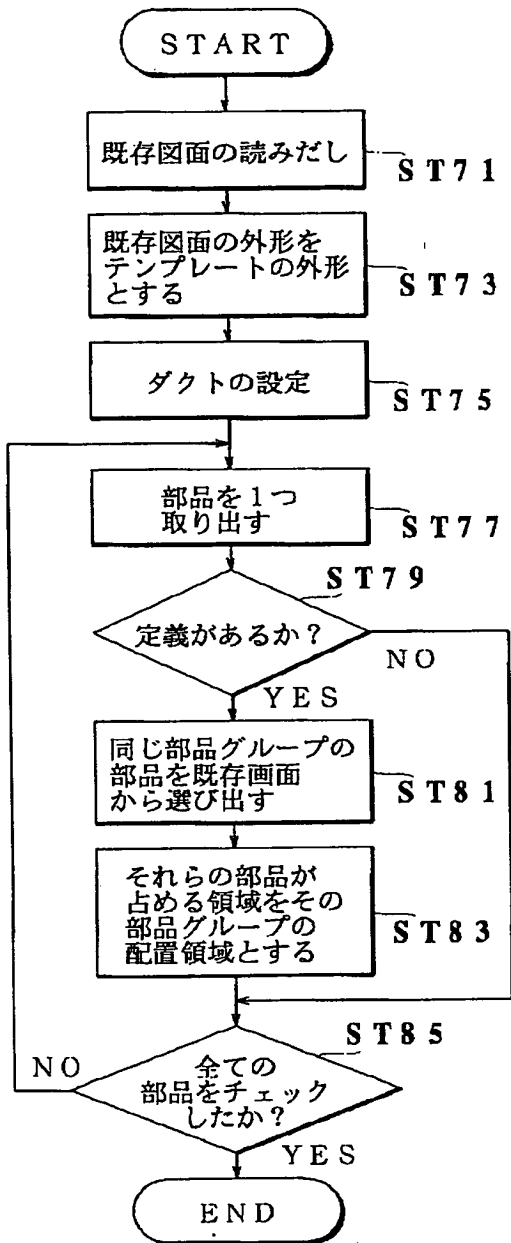 START
既存図面の読みだし
ST71
既存図面の外形を
テンプレートの外形
とする
ST73
ダクトの設定
ST75
部品を1つ
取り出す
ST77
ST79
定義があるか?
NO
YES
同じ部品グループの
部品を既存画面
から選び出す
ST81
それらの部品が
占める領域をその
部品グループの
配置領域とする
ST83
ST85
NO
全ての
部品をチェック
したか?
YES
END